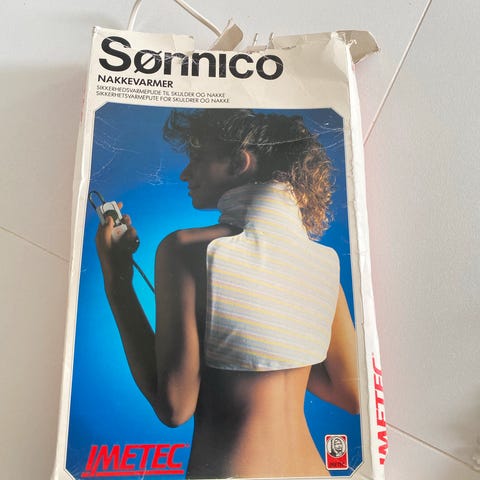 Sønnico
NAKKEVARMER
SIKKERHEDSVARMEPUDE TIL SKULDER OG NAKKE
SIKKERHETSVARMEPUTE FOR SKULDRER OG NAKKE
IMETEC
IMETEC